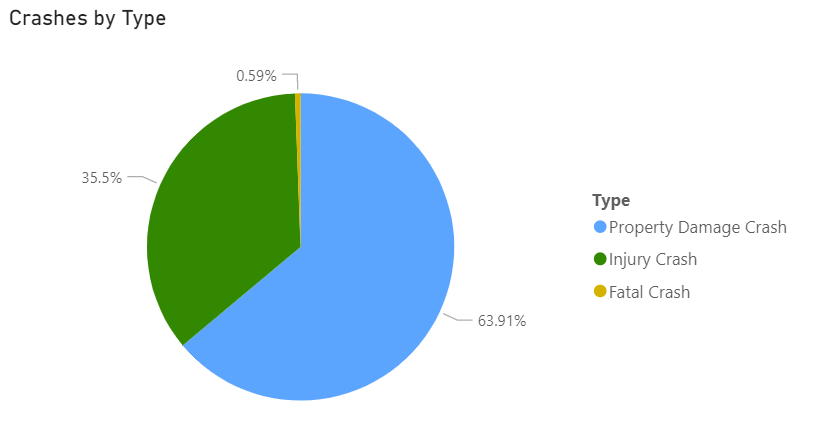 Crashes by Type
0.59%
35.5%
63.91%
Type
Property Damage Crash
Injury Crash
Fatal Crash